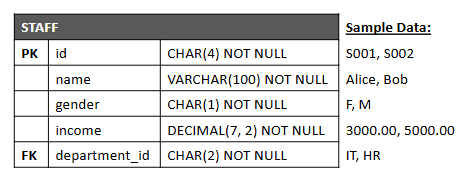 STAFF Sample Data:
PK id CHAR(4) NOT NULL S001, S002
name VARCHAR(100) NOT NULL Alice, Bob
gender CHAR(1) NOT NULL F, M
income DECIMAL(7, 2) NOT NULL 3000.00, 5000.00
FK department_id CHAR(2) NOT NULL IT, HR